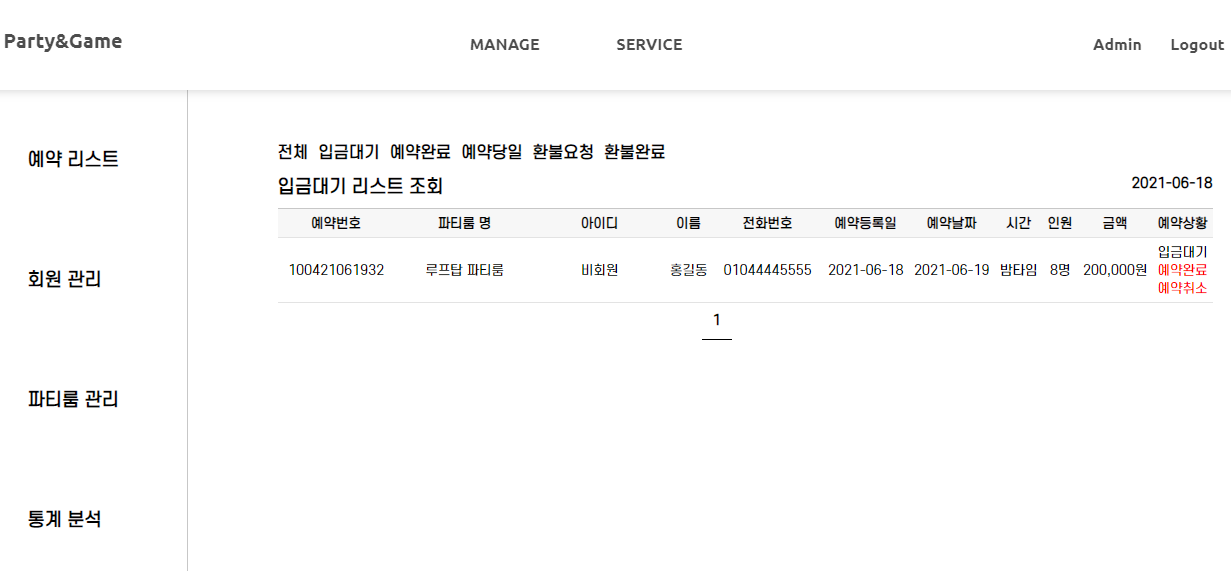 Party&Game MANAGE SERVICE Admin Logout
예약 리스트
회원 관리
파티룸 관리
통계 분석
전체 입금대기 예약완료 예약당일 환불요청 환불완료
입금대기 리스트 조회 2021-06-18
예약번호 파티룸 명 아이디 이름 전화번호 예약등록일 예약날짜 시간 인원 금액 예약상황
100421061932 루프탑 파티룸 비회원 홍길동 01044445555 2021-06-18 2021-06-19 밤타임 8명 200,000원 입금대기
예약완료
예약취소
1